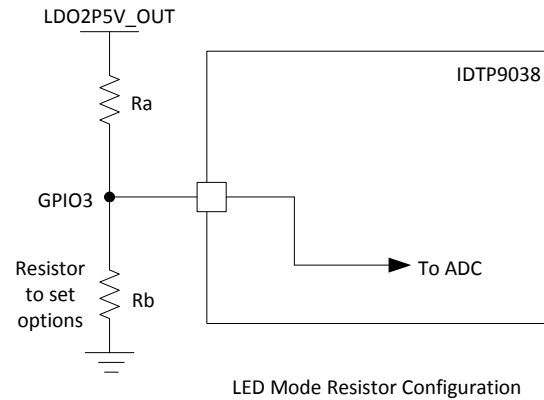 LDO2P5V_OUT
IDTP9038
Ra
GPIO3
Resistor
to set
options
Rb
To ADC
LED Mode Resistor Configuration